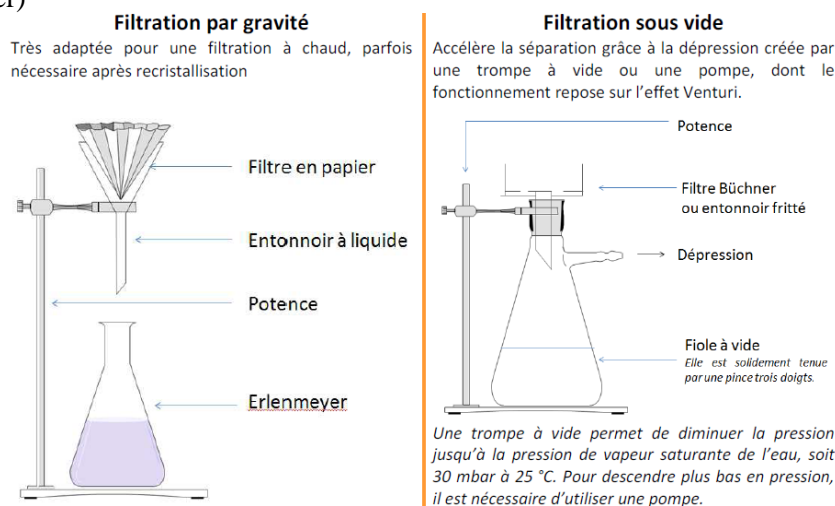 er)
Filtration par gravité
Très adaptée pour une filtration à chaud, parfois
nécessaire après recristallisation
Filtre en papier
Entonnoir à liquide
Potence
Erlenmeyer
Filtration sous vide
Accélère la séparation grâce à la dépression créée par
une trompe à vide ou une pompe, dont le
fonctionnement repose sur l'effet Venturi.
Potence
Filtre Büchner
ou entonnoir fritté
Dépression
Fiole à vide
Elle est solidement tenue
par une pince trois doigts.
Une trompe à vide permet de diminuer la pression
jusqu'à la pression de vapeur saturante de l'eau, soit
30 mbar à 25 °C. Pour descendre plus bas en pression,
il est nécessaire d'utiliser une pompe.